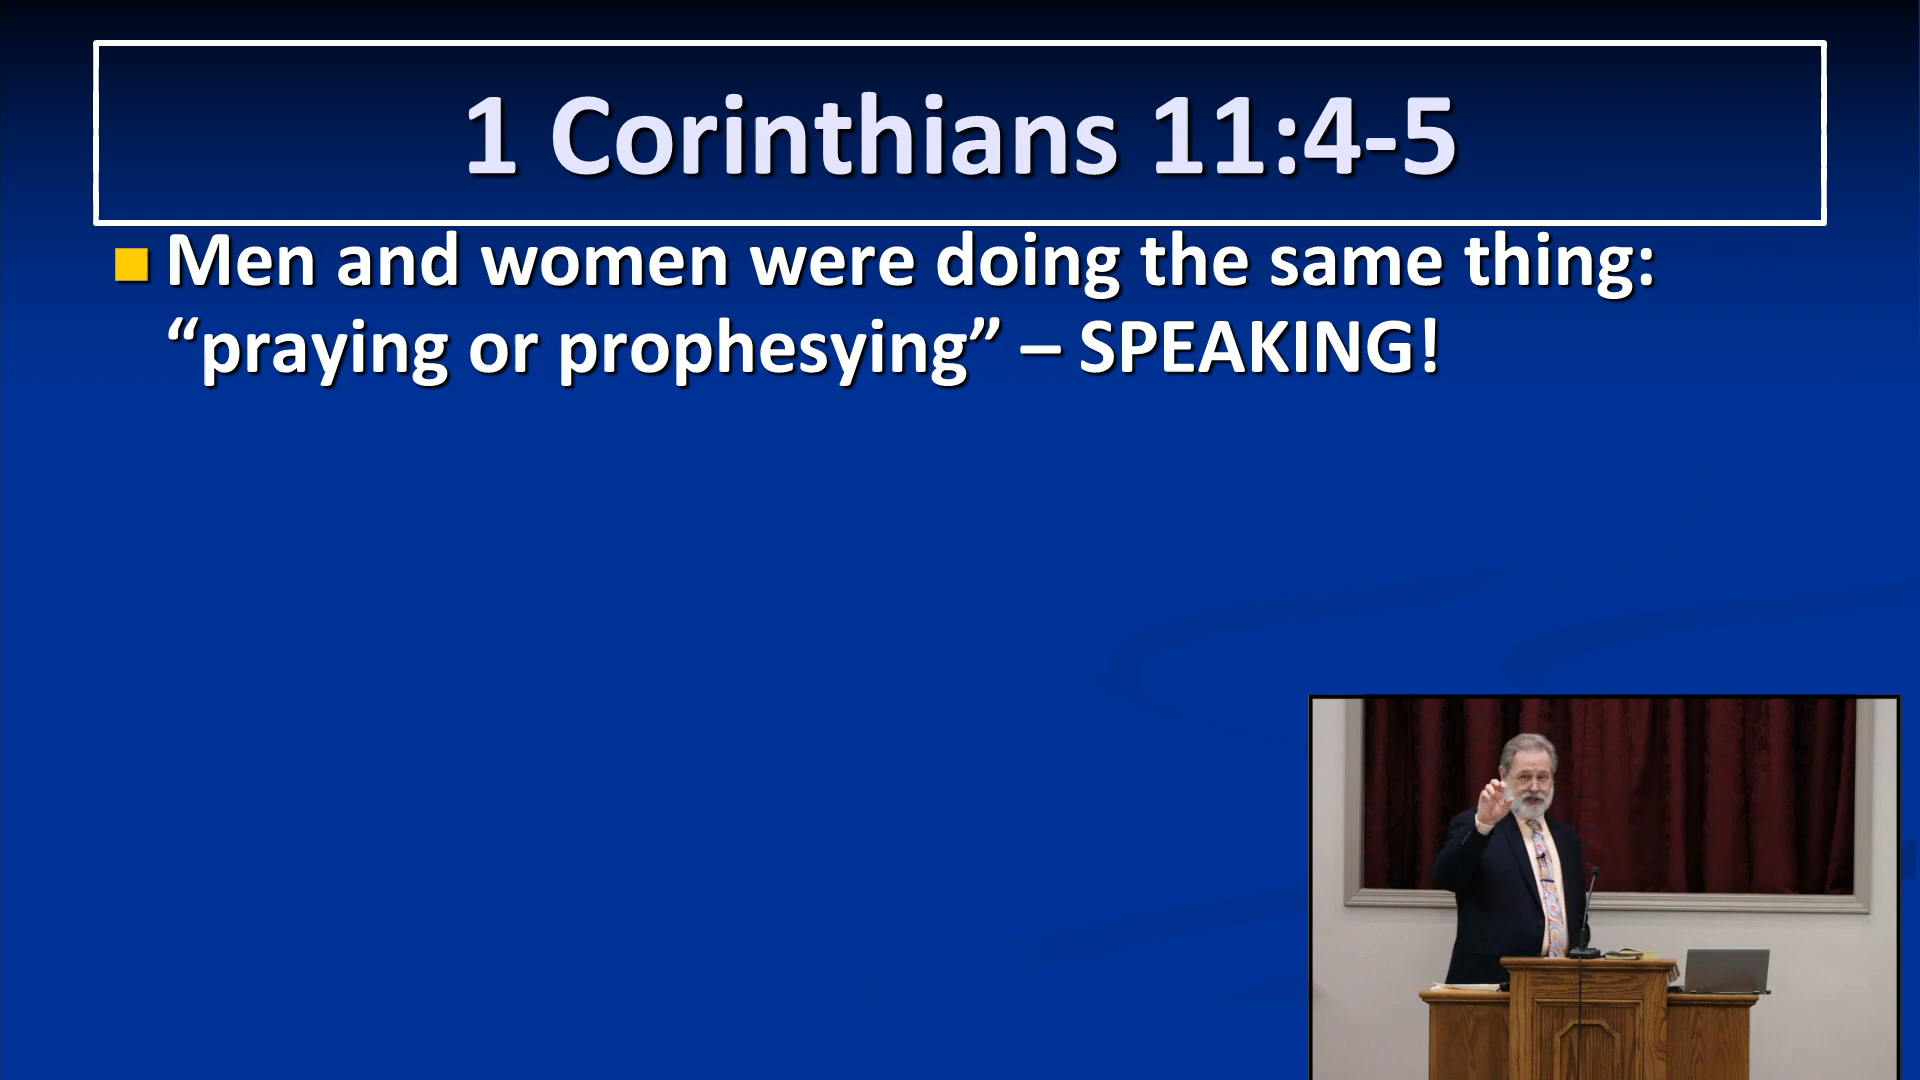 1 Corinthians 11:4-5
Men and women were doing the same thing:
“praying or prophesying” – SPEAKING!